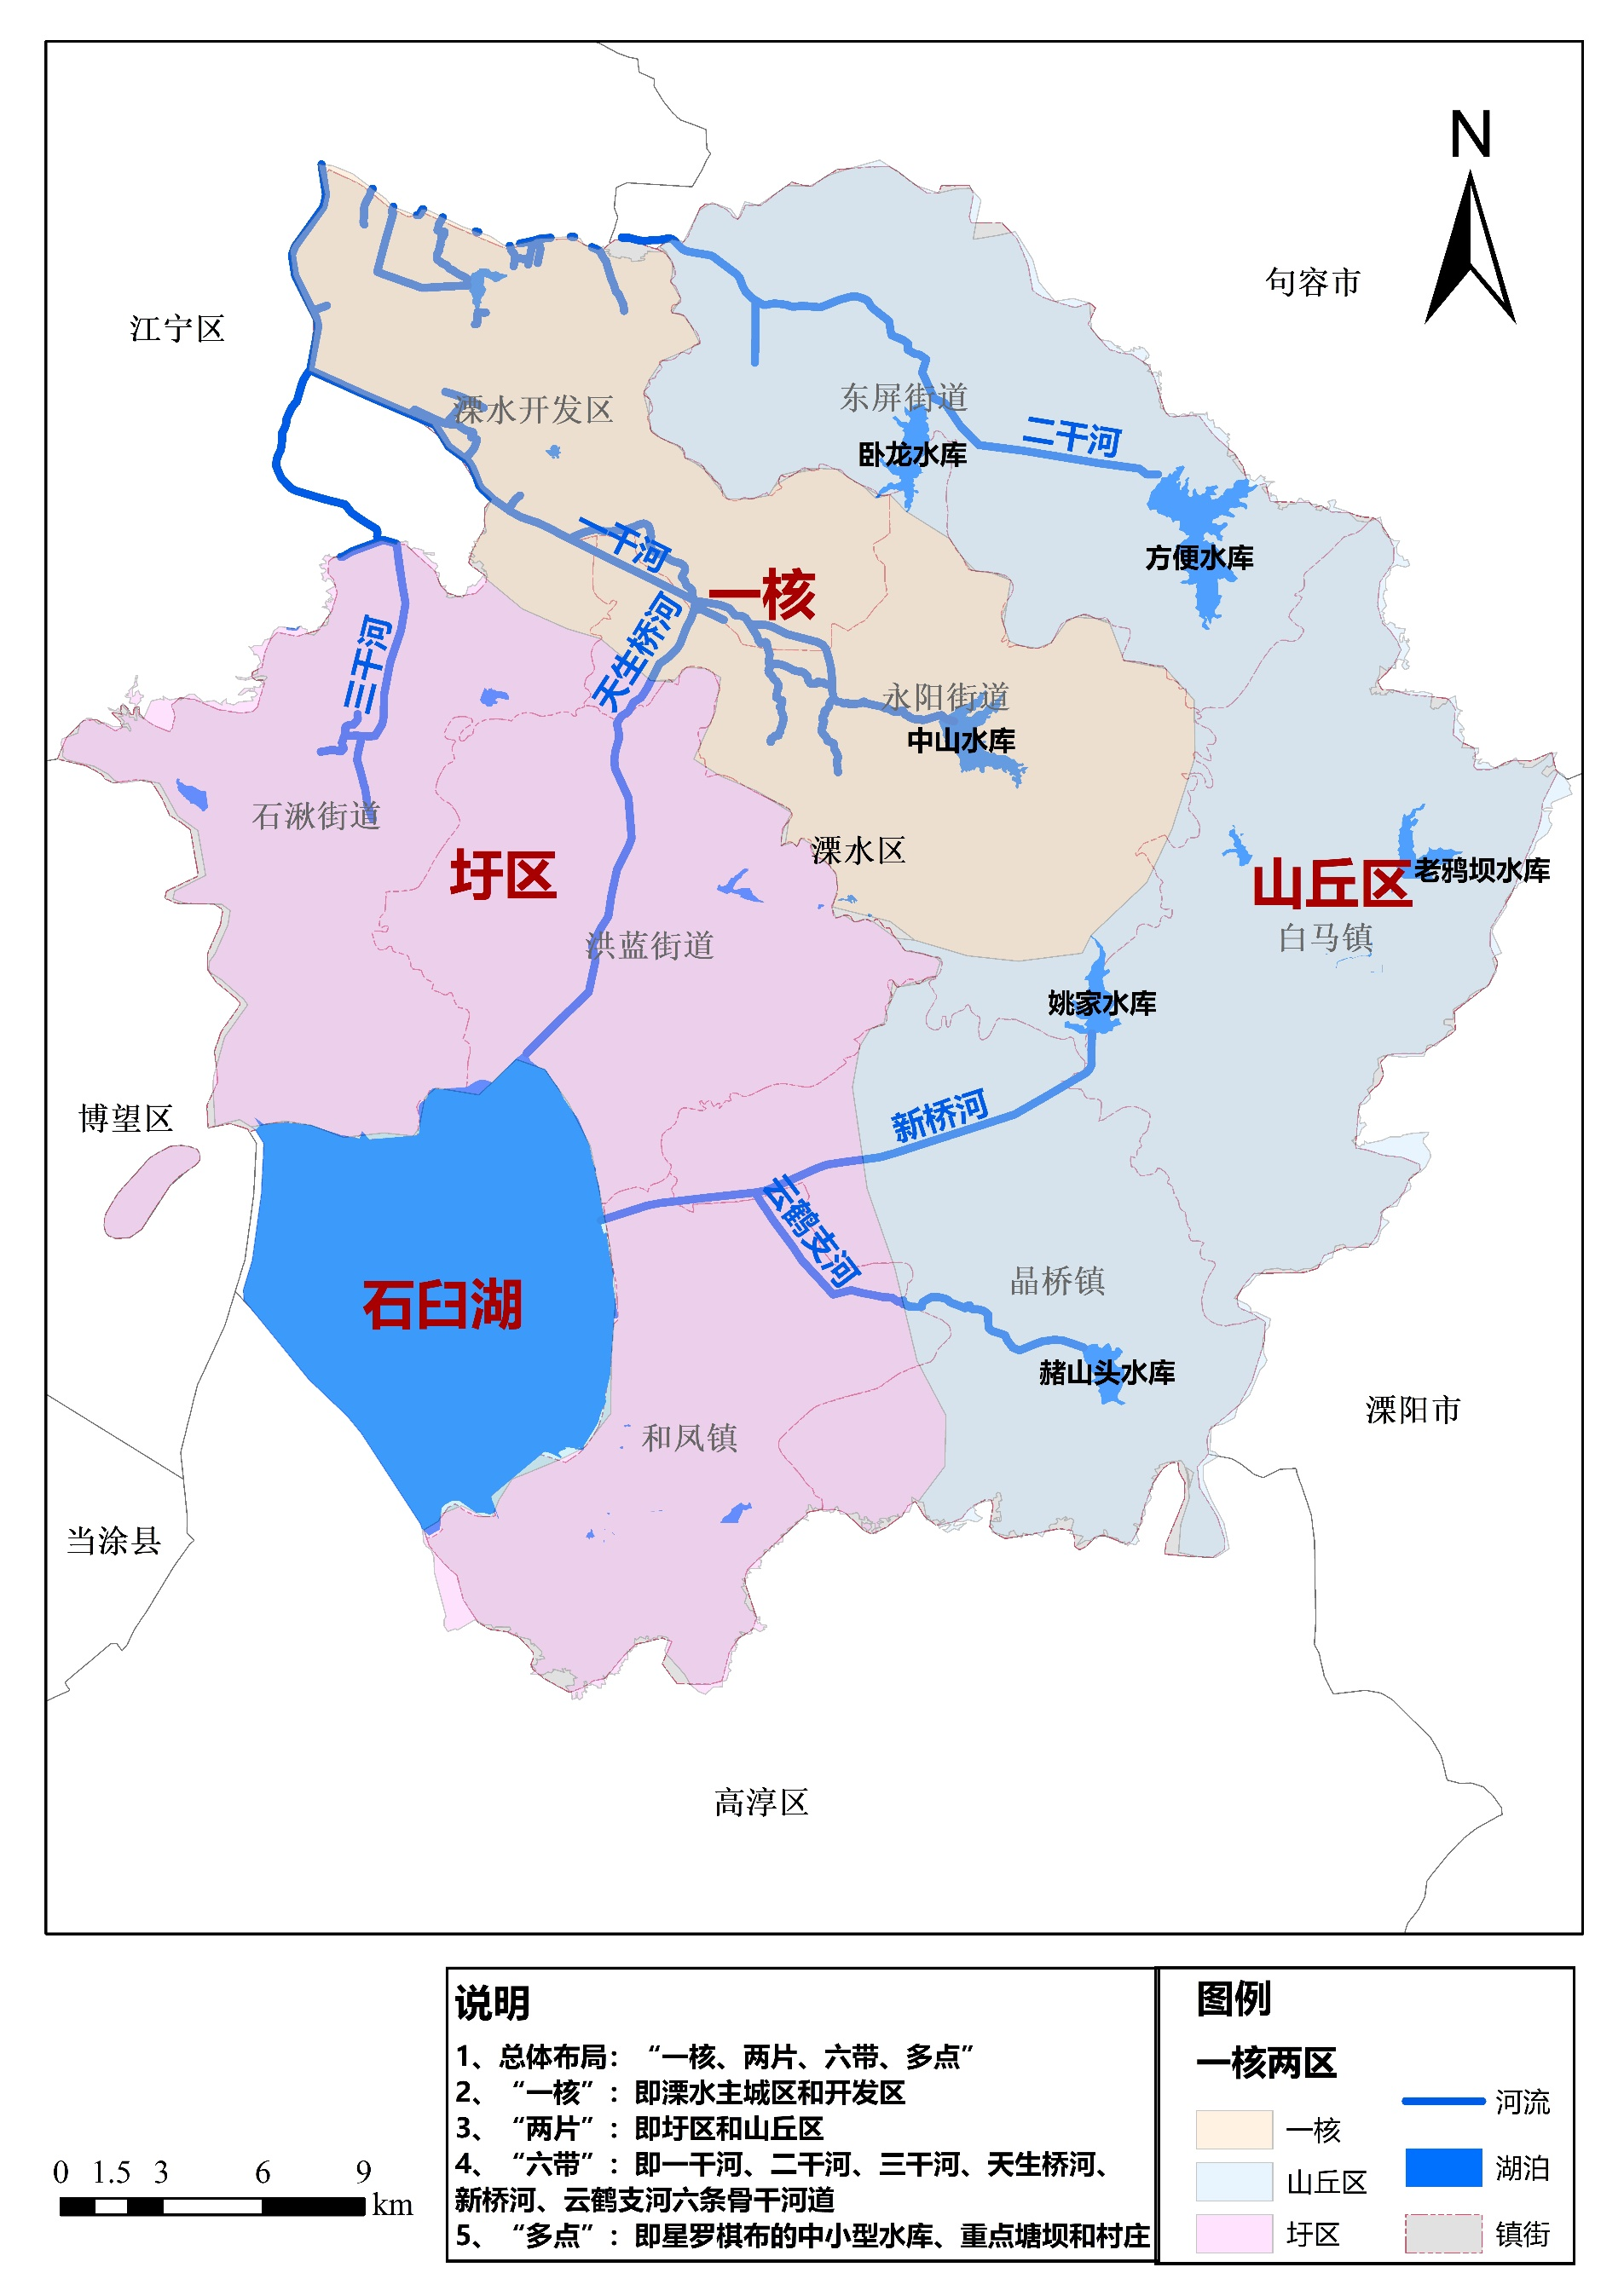 N
句容市
江宁区
溧水开发区
东屏街道
二干河
卧龙水库
方便水库
一干河
一核
天生桥河
三干河
永阳街道
中山水库
石湫街道
溧水区
圩区
山丘区
老鸦坝水库
洪蓝街道
白马镇
姚家水库
博望区
新桥河
云鹤支河
晶桥镇
石臼湖
赭山头水库
溧阳市
和凤镇
当涂县
高淳区
说明
1、总体布局：“一核、两片、六带、多点”
2、“一核”：即溧水主城区和开发区
3、“两片”：即圩区和山丘区
4、“六带”：即一干河、二干河、三干河、天生桥河、
新桥河、云鹤支河六条骨干河道
5、“多点”：即星罗棋布的中小型水库、重点塘坝和村庄
图例
一核两区
一核
山丘区
圩区
河流
湖泊
镇街
0 1.5 3 6 9
km